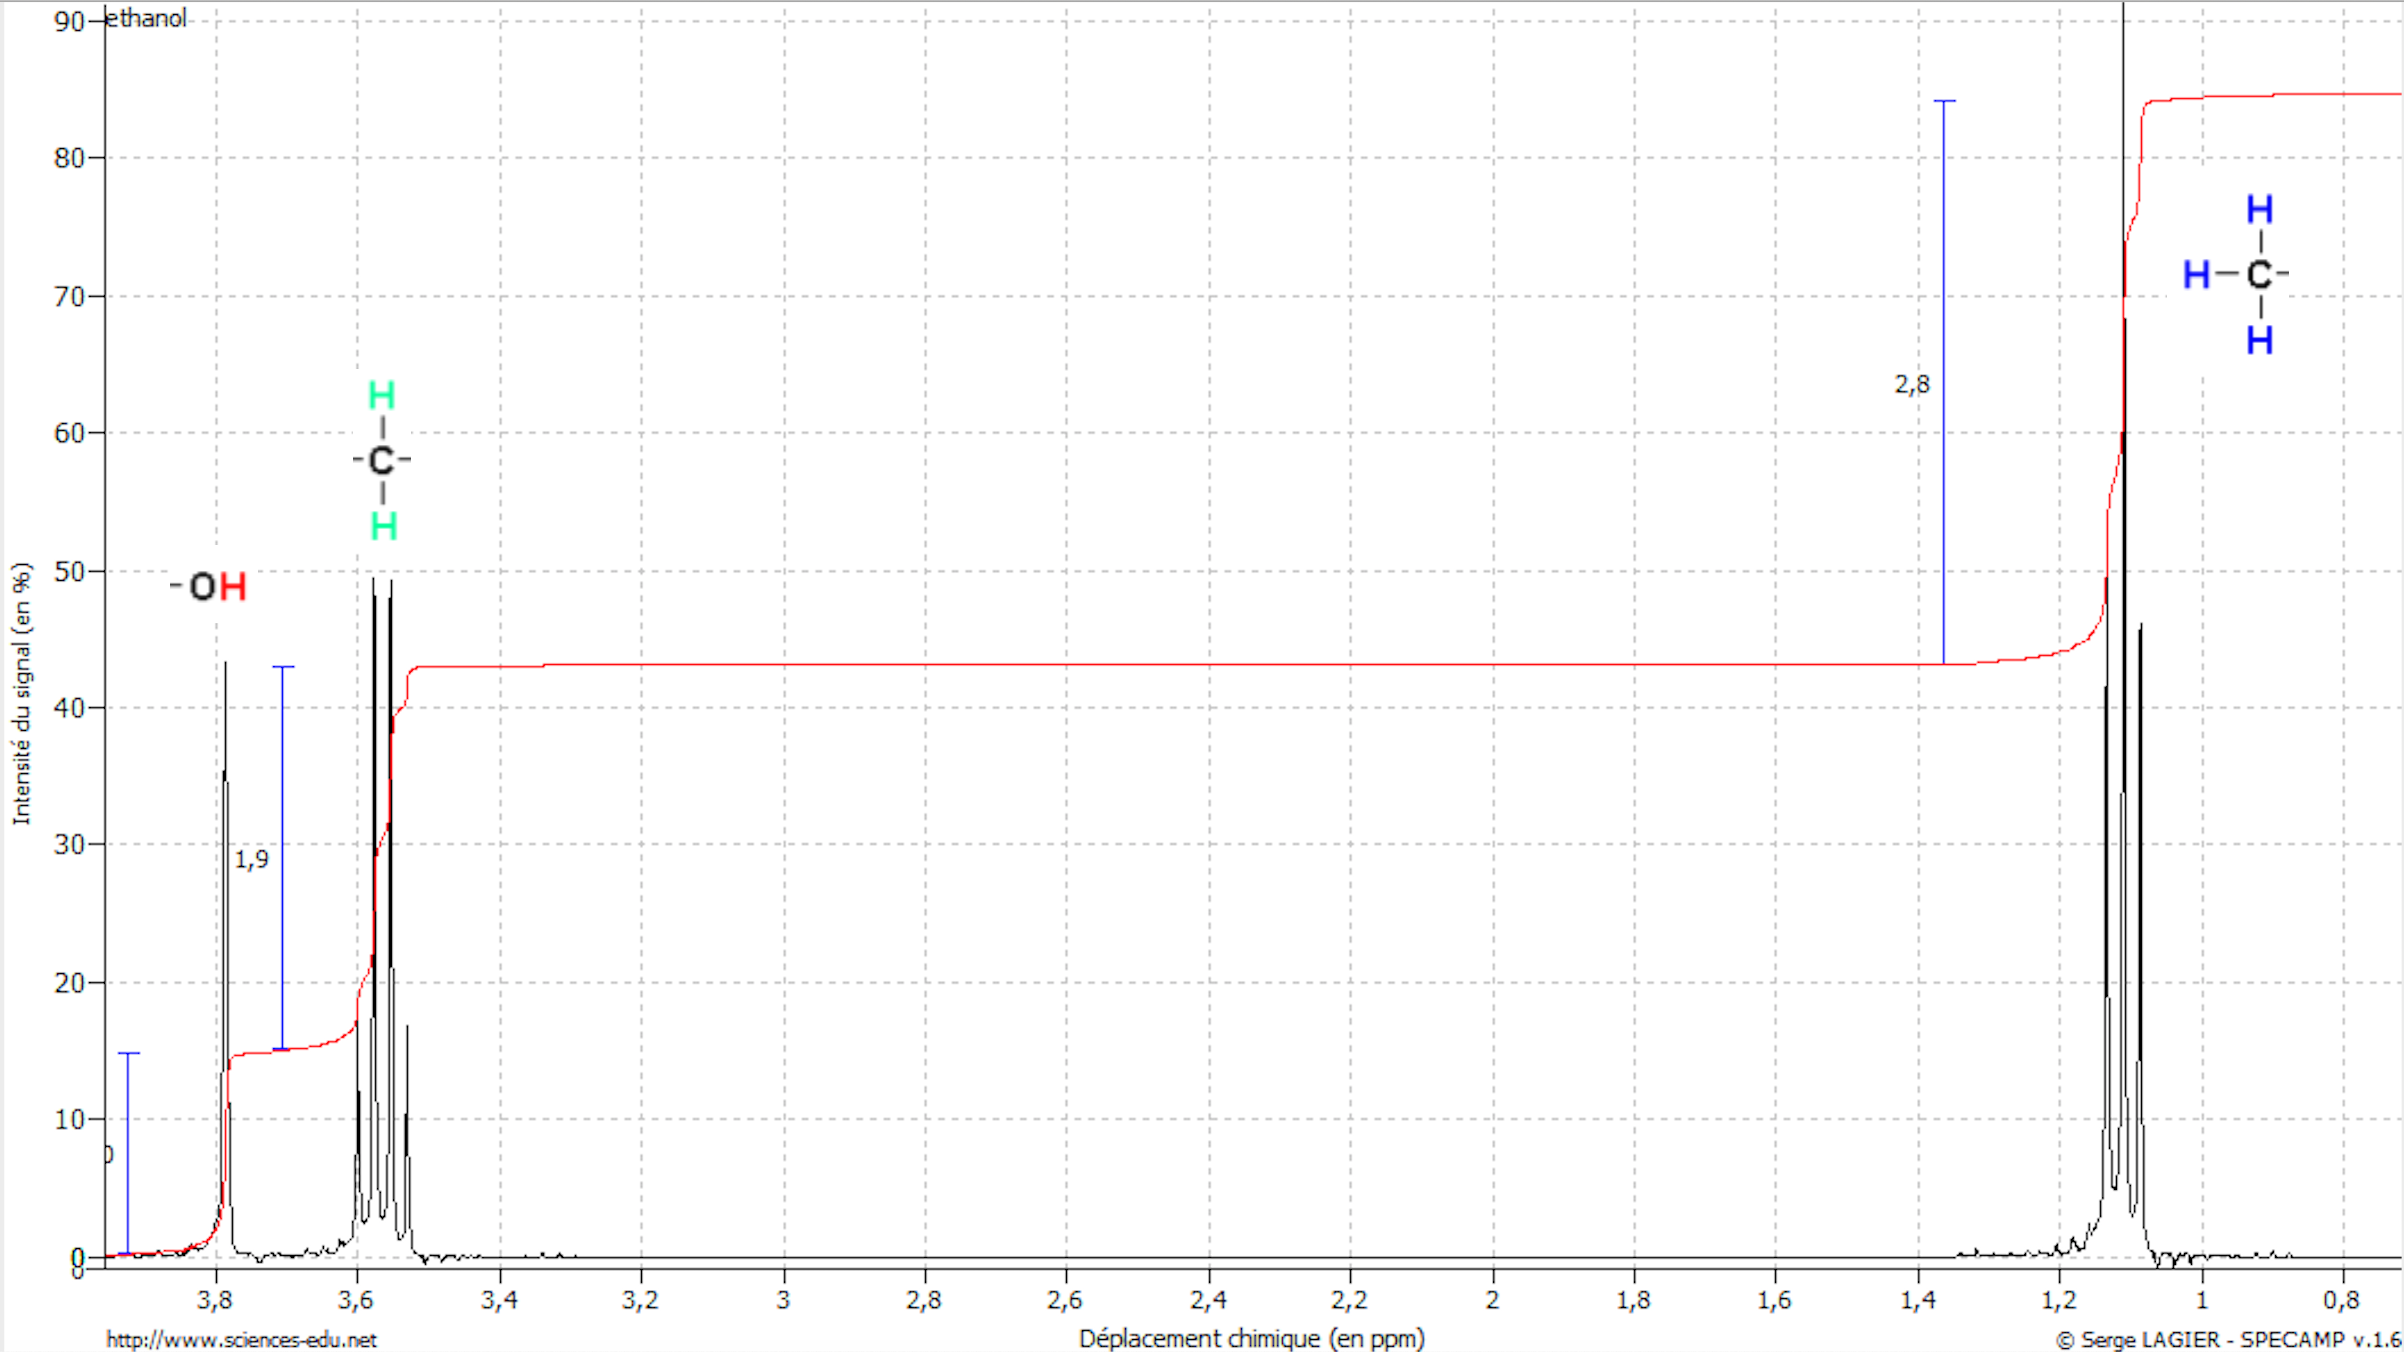 ethanol
90
80
70
60
50
40
30
20
10
0
0
Intensité du signal (en %)
H
H-C-
H
2,8
H
-C-
H
-OH
1,9
3,8 3,6 3,4 3,2 3 2,8 2,6 2,4 2,2 2 1,8 1,6 1,4 1,2 1 0,8
Déplacement chimique (en ppm)
http://www.sciences-edu.net
© Serge LAGIER - SPECAMP v.1.6